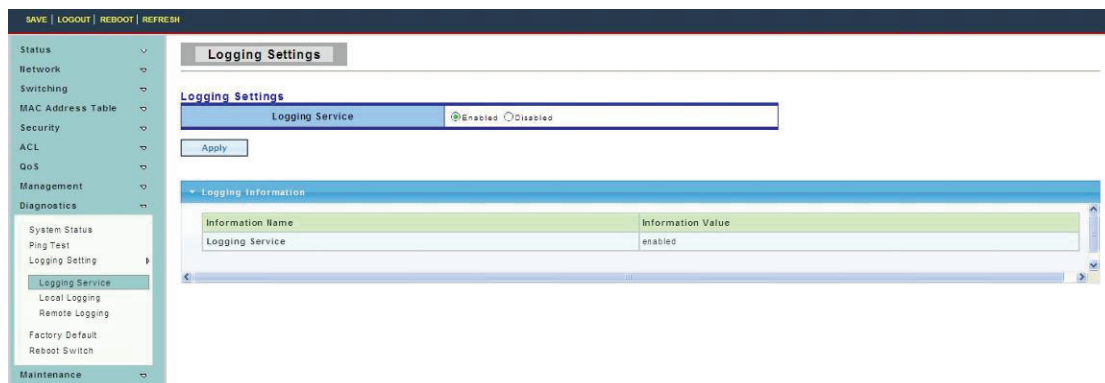 SAVE | LOGOUT | REBOOT | REFRESH
Status
Network
Switching
MAC Address Table
Security
ACL
QoS
Management
Diagnostics
System Status
Ping Test
Logging Setting
Logging Service
Local Logging
Remote Logging
Factory Default
Reboot Switch
Maintenance
Logging Settings
Logging Settings
Logging Service Enabled Disabled
Apply
Logging Information
Information Name Information Value
Logging Service enabled